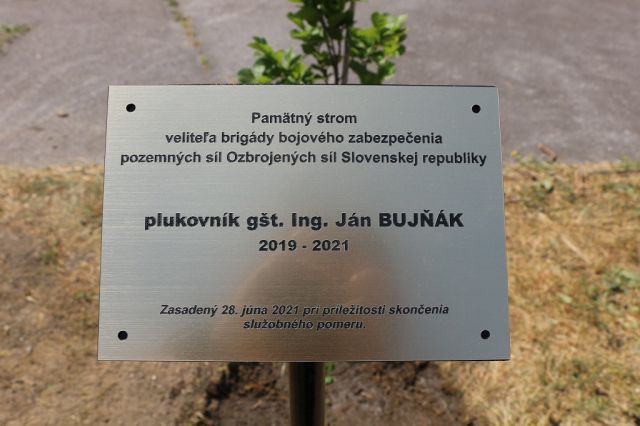 Pamätný strom
veliteľa brigády bojového zabezpečenia
pozemných síl Ozbrojených síl Slovenskej republiky
plukovník gšt. Ing. Ján BUJŇÁK
2019 - 2021
Zasadený 28. júna 2021 pri príležitosti skončenia
služobného pomeru.